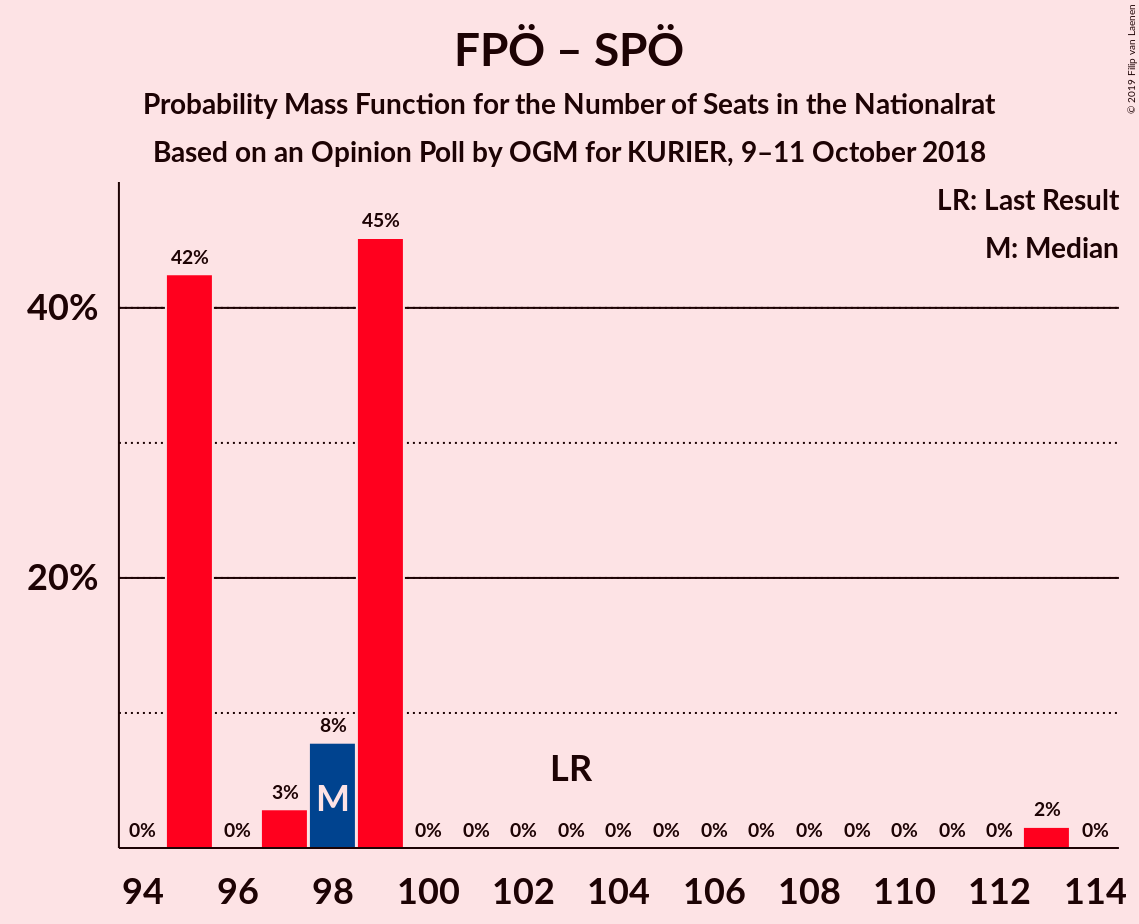 FPÖ – SPÖ
Probability Mass Function for the Number of Seats in the Nationalrat
Based on an Opinion Poll by OGM for KURIER, 9–11 October 2018
© 2019 Filip van Laenen
LR: Last Result
M: Median
40%
20%
0%
42%
0%
3%
8%
45%
0%
0%
0%
0%
0%
0%
0%
0%
0%
0%
0%
0%
0%
2%
0%
M
LR
94 96 98 100 102 104 106 108 110 112 114